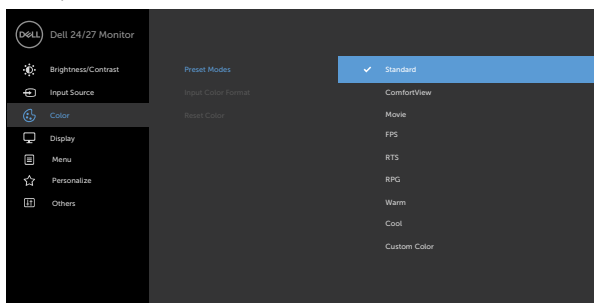 DELL Dell 24/27 Monitor
Brightness/Contrast Preset Modes ✓ Standard
Input Source Input Color Format ComfortView
Color Reset Color Movie
Display FPS
Menu RTS
Personalize RPG
Others Warm
Cool
Custom Color